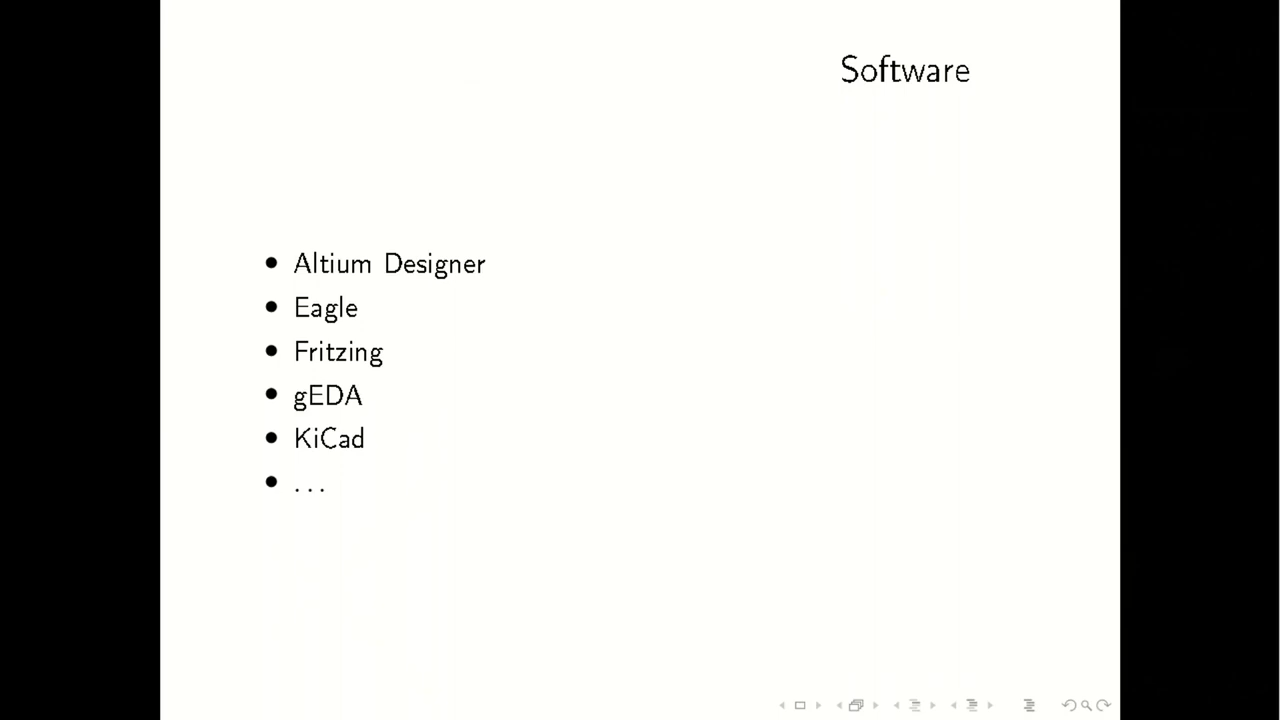 Software
• Altium Designer
• Eagle
• Fritzing
• gEDA
• KiCad
• ...